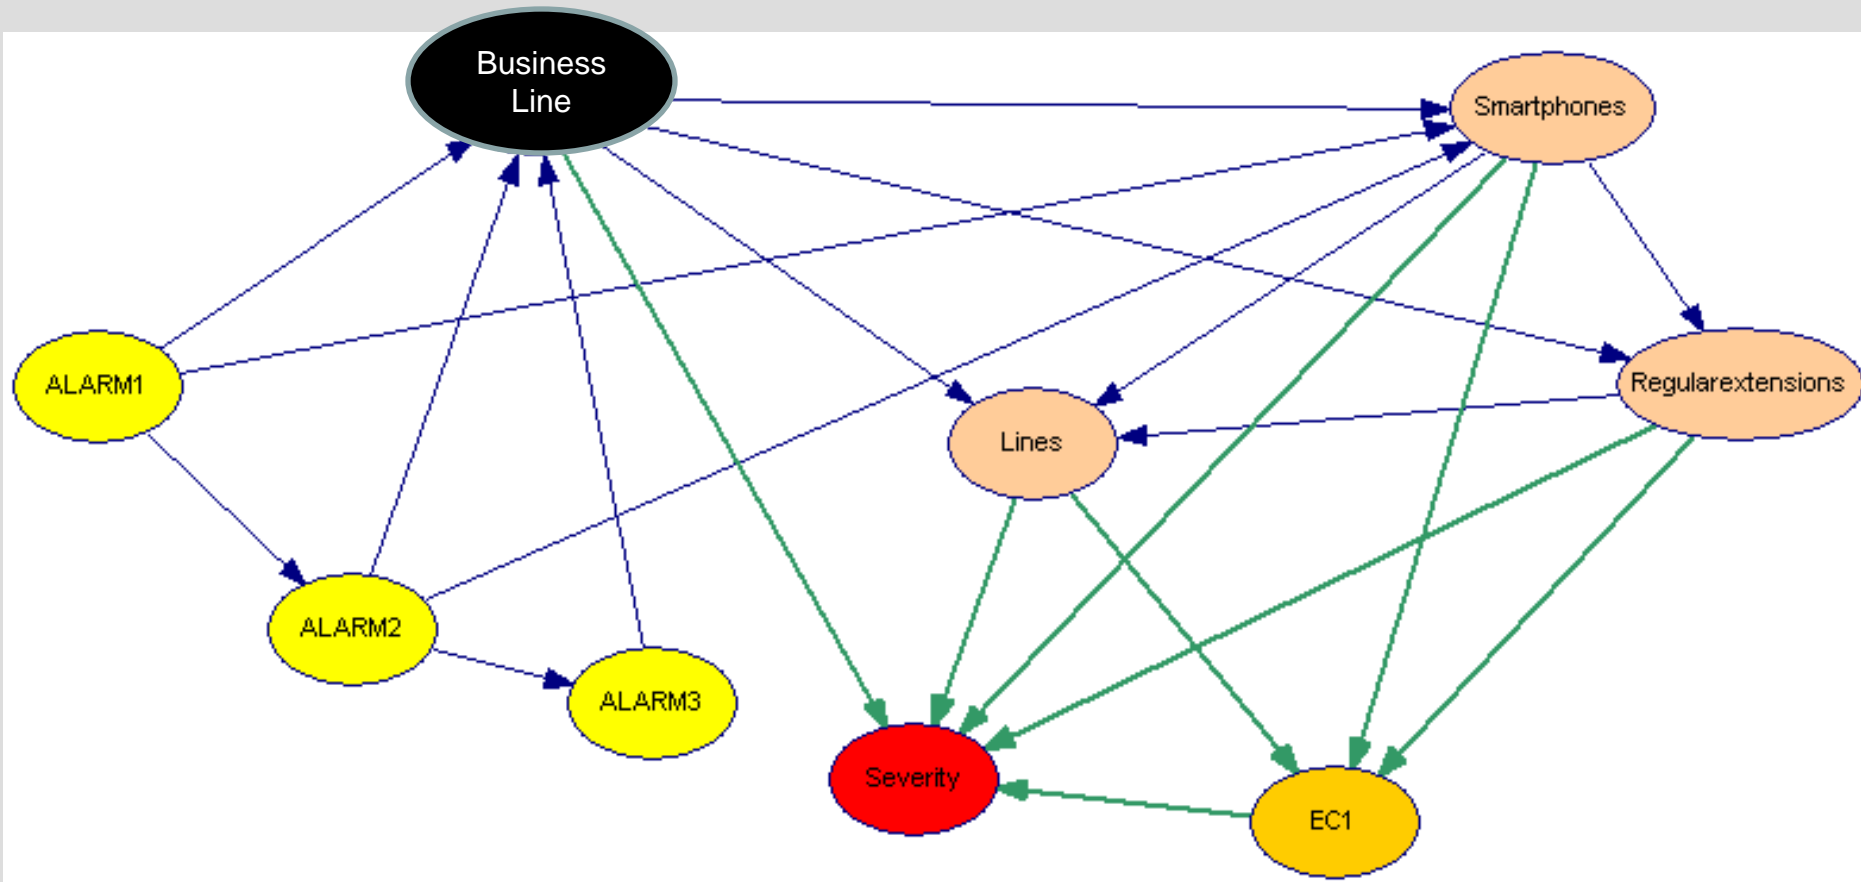 Business
Line
Smartphones
ALARM1
Regularextensions
Lines
ALARM2
ALARM3
Severity
EC1